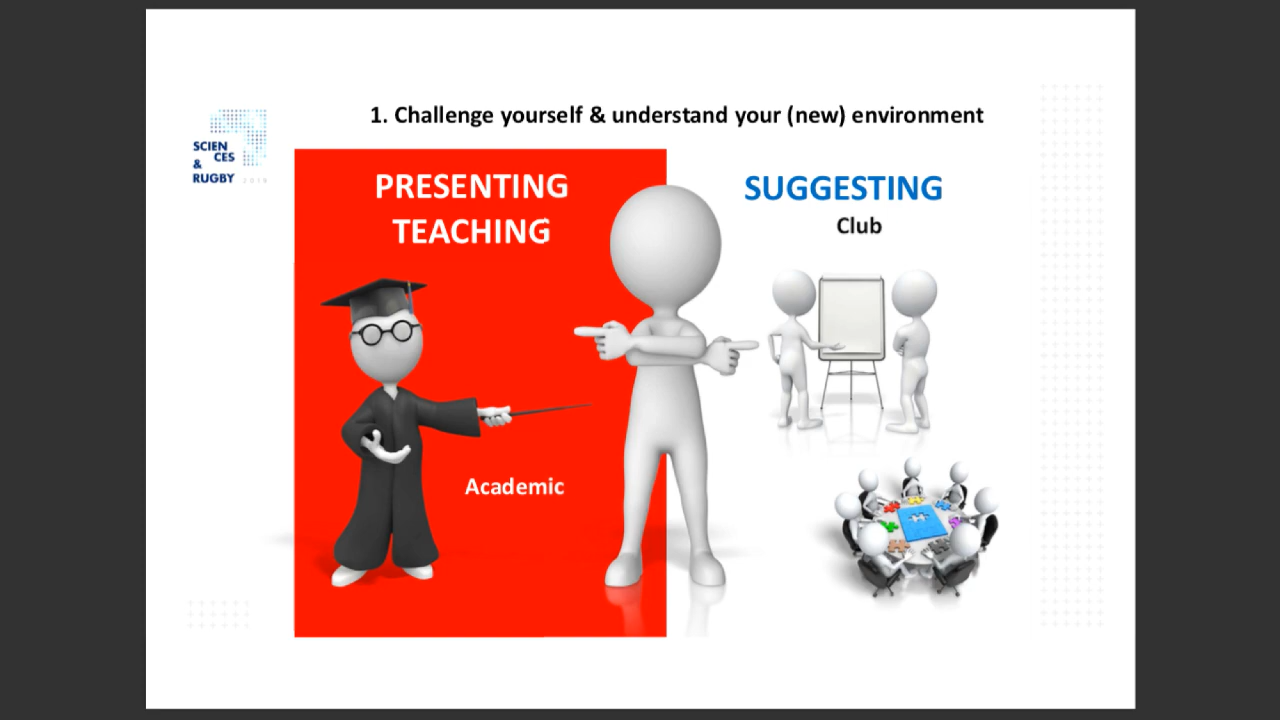 1. Challenge yourself & understand your (new) environment
SCIEN
CES
&
RUGBY 2019
PRESENTING
TEACHING
SUGGESTING
Club
Academic